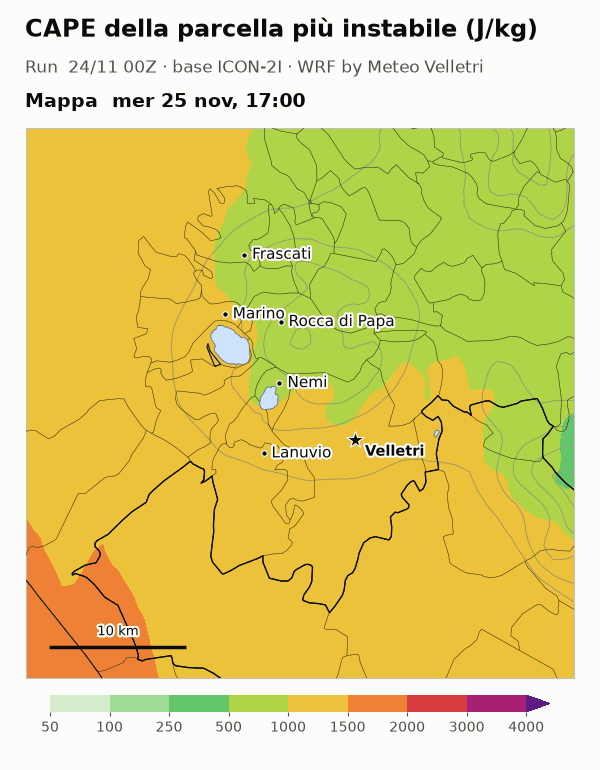 CAPE della parcella più instabile (J/kg)
Run  24/11 00Z · base ICON-2I · WRF by Meteo Velletri
Mappa  mer 25 nov, 17:00
Frascati
Marino
Rocca di Papa
Nemi
Velletri
Lanuvio
10 km
50 100 250 500 1000 1500 2000 3000 4000